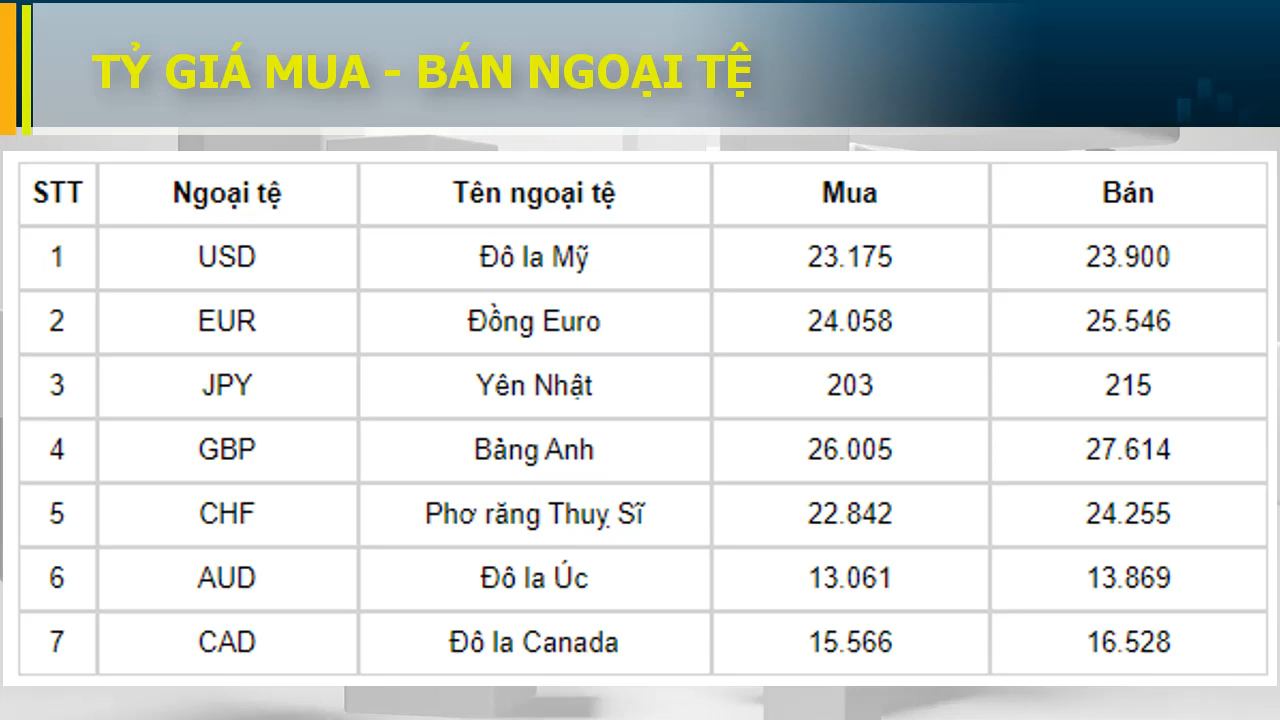 TỶ GIÁ MUA - BÁN NGOẠI TỆ
STT Ngoại tệ Tên ngoại tệ Mua Bán
1 USD Đô la Mỹ 23.175 23.900
2 EUR Đồng Euro 24.058 25.546
3 JPY Yên Nhật 203 215
4 GBP Bảng Anh 26.005 27.614
5 CHF Phơ răng Thuỵ Sĩ 22.842 24.255
6 AUD Đô la Úc 13.061 13.869
7 CAD Đô la Canada 15.566 16.528